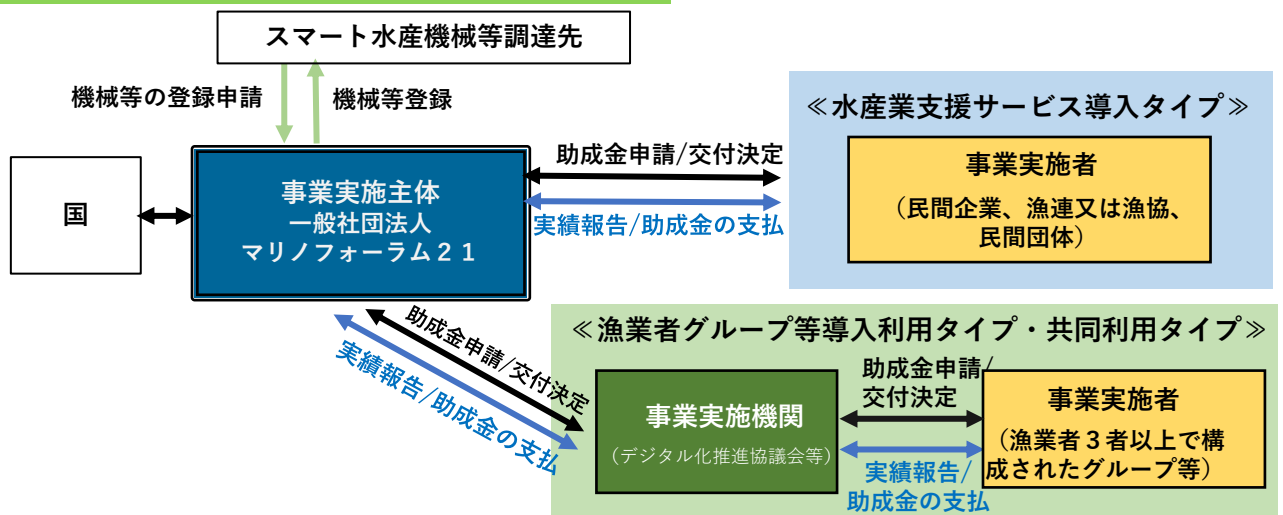 スマート水産機械等調達先
機械等の登録申請
機械等登録
国
事業実施主体
一般社団法人
マリノフォーラム２１
助成金申請/交付決定
実績報告/助成金の支払
≪水産業支援サービス導入タイプ≫
事業実施者
（民間企業、漁連又は漁協、
民間団体）
助成金申請/交付決定
実績報告/助成金の支払
≪漁業者グループ等導入利用タイプ・共同利用タイプ≫
事業実施機関
（デジタル化推進協議会等）
助成金申請/
交付決定
実績報告/
助成金の支払
事業実施者
（漁業者３者以上で構
成されたグループ等）